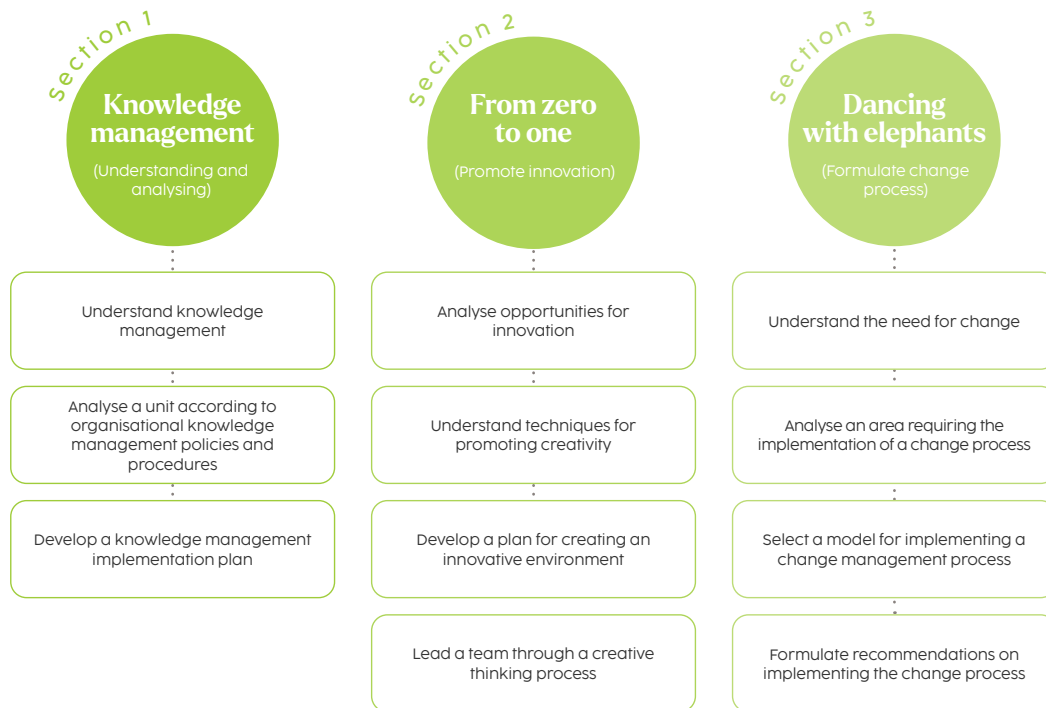 section 1
Knowledge
management
(Understanding and
analysing)
Understand knowledge
management
Analyse a unit according to
organisational knowledge
management policies and
procedures
Develop a knowledge management
implementation plan
section 2
From zero
to one
(Promote innovation)
Analyse opportunities for
innovation
Understand techniques for
promoting creativity
Develop a plan for creating an
innovative environment
Lead a team through a creative
thinking process
section 3
Dancing
with elephants
(Formulate change
process)
Understand the need for change
Analyse an area requiring the
implementation of a change process
Select a model for implementing a
change management process
Formulate recommendations on
implementing the change process